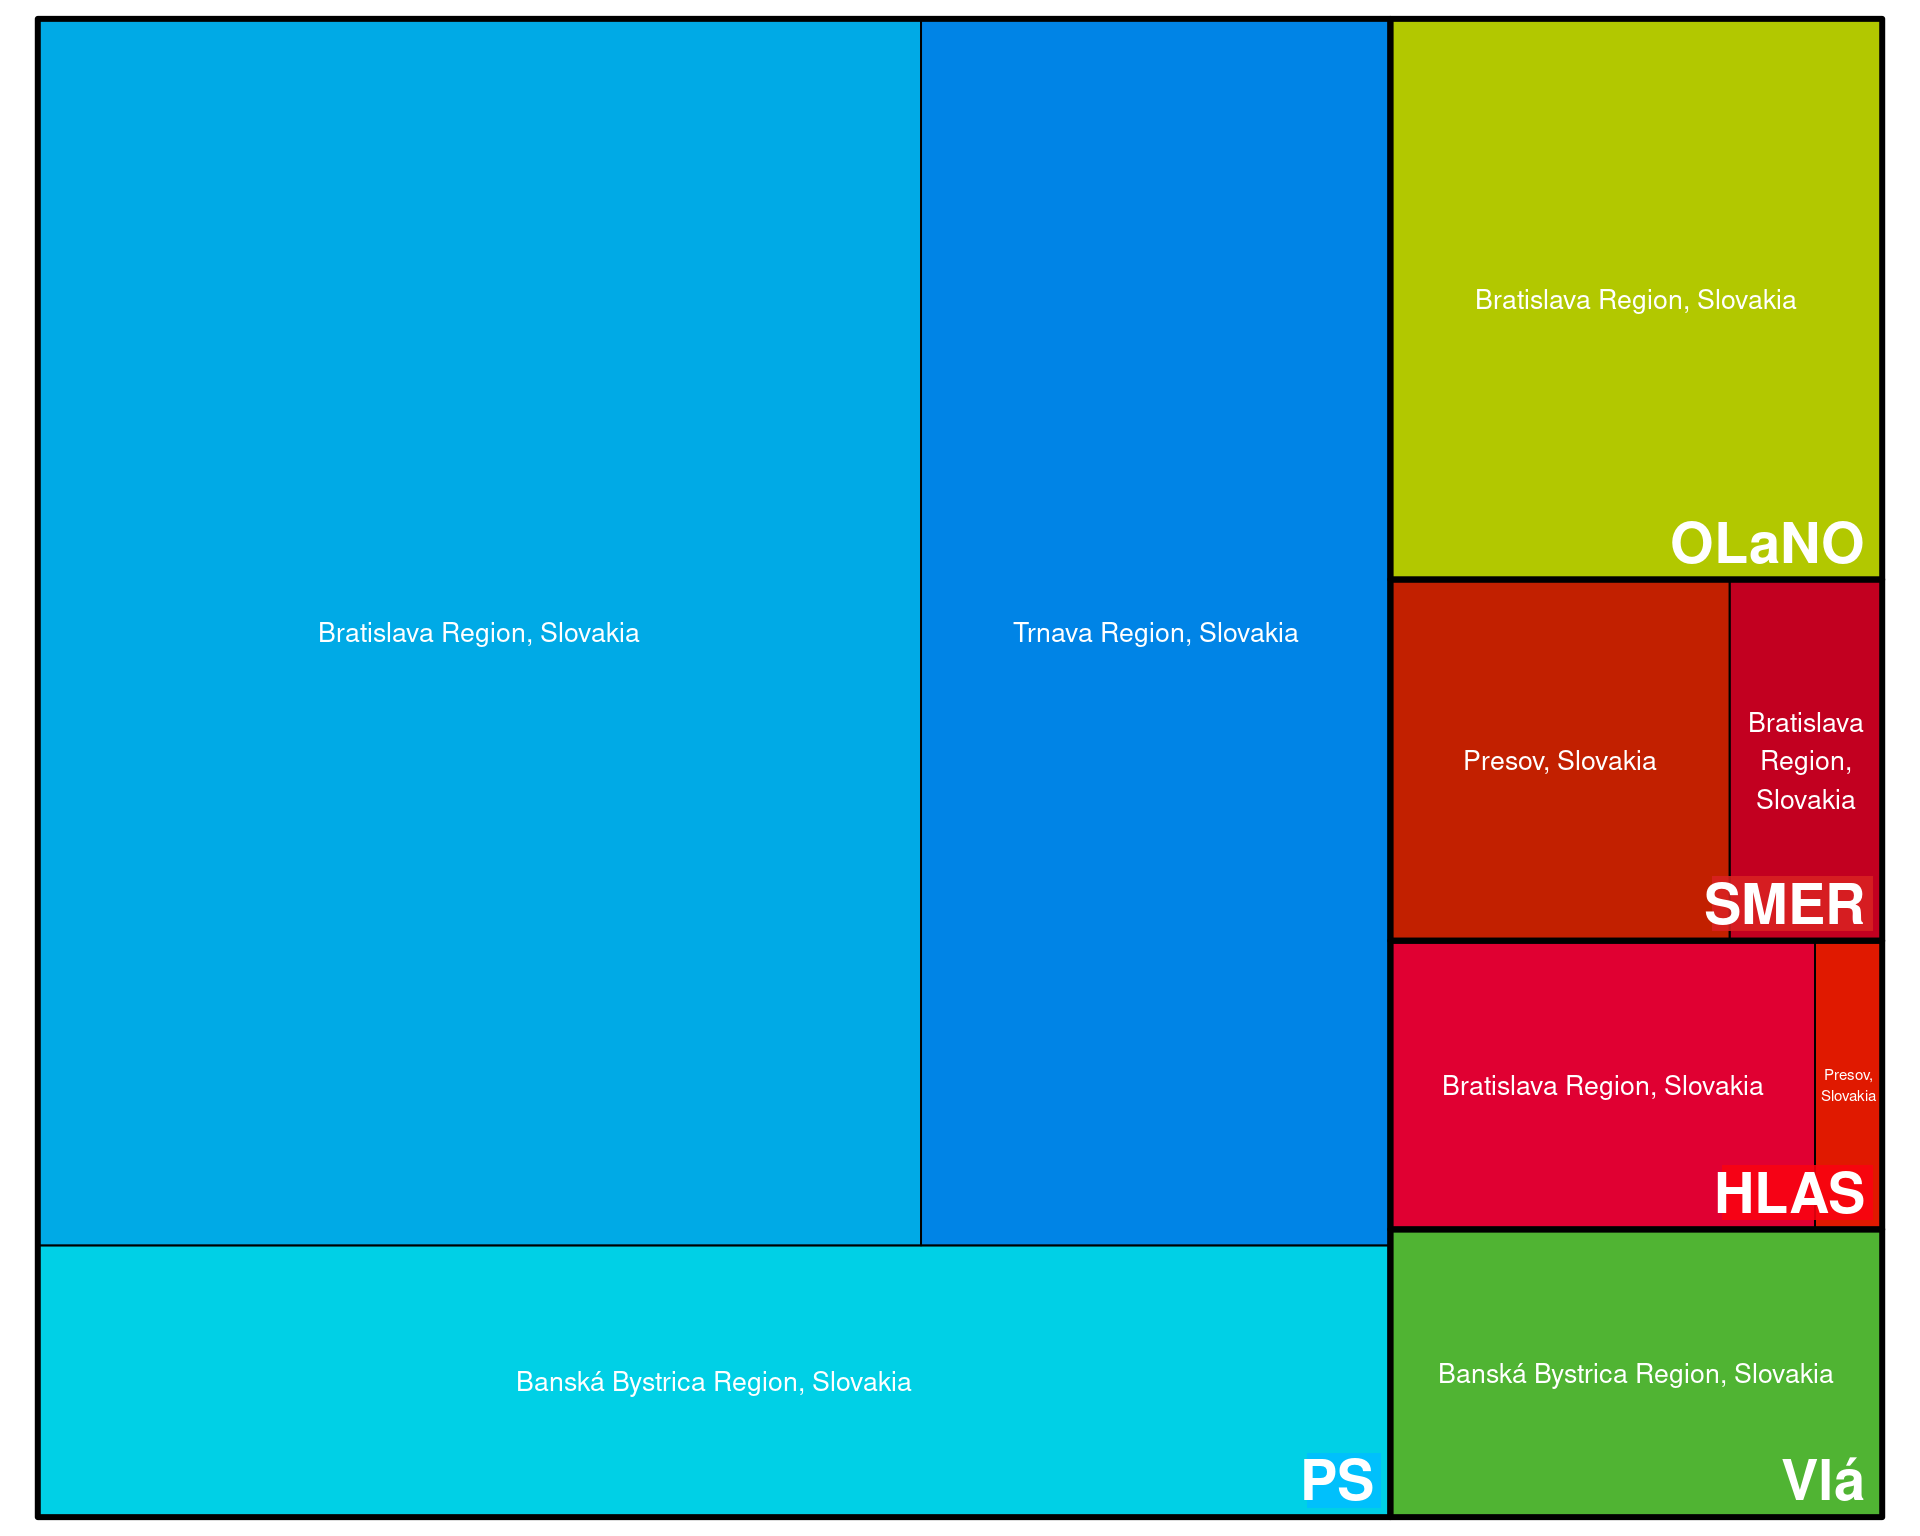 Bratislava Region, Slovakia
Trnava Region, Slovakia
Banská Bystrica Region, Slovakia
PS
Bratislava Region, Slovakia
OLaNO
Presov, Slovakia
Bratislava
Region,
Slovakia
SMER
Bratislava Region, Slovakia
Presov,
Slovakia
HLAS
Banská Bystrica Region, Slovakia
Vlá